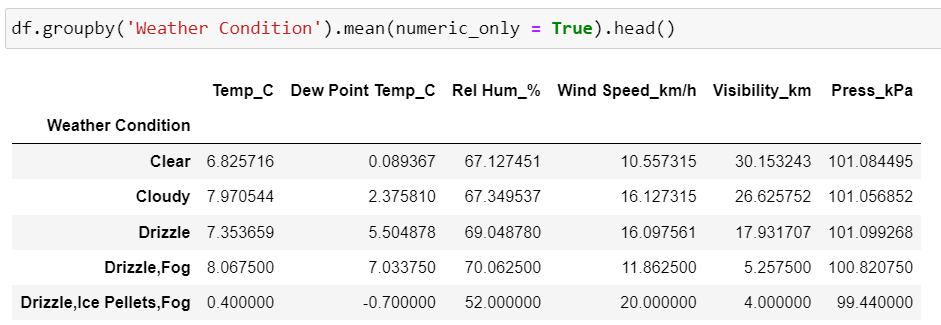 df.groupby('Weather Condition').mean(numeric_only = True).head()
Temp_C Dew Point Temp_C Rel Hum_% Wind Speed_km/h Visibility_km Press_kPa
Weather Condition
Clear 6.825716 0.089367 67.127451 10.557315 30.153243 101.084495
Cloudy 7.970544 2.375810 67.349537 16.127315 26.625752 101.056852
Drizzle 7.353659 5.504878 69.048780 16.097561 17.931707 101.099268
Drizzle,Fog 8.067500 7.033750 70.062500 11.862500 5.257500 100.820750
Drizzle,Ice Pellets,Fog 0.400000 -0.700000 52.000000 20.000000 4.000000 99.440000